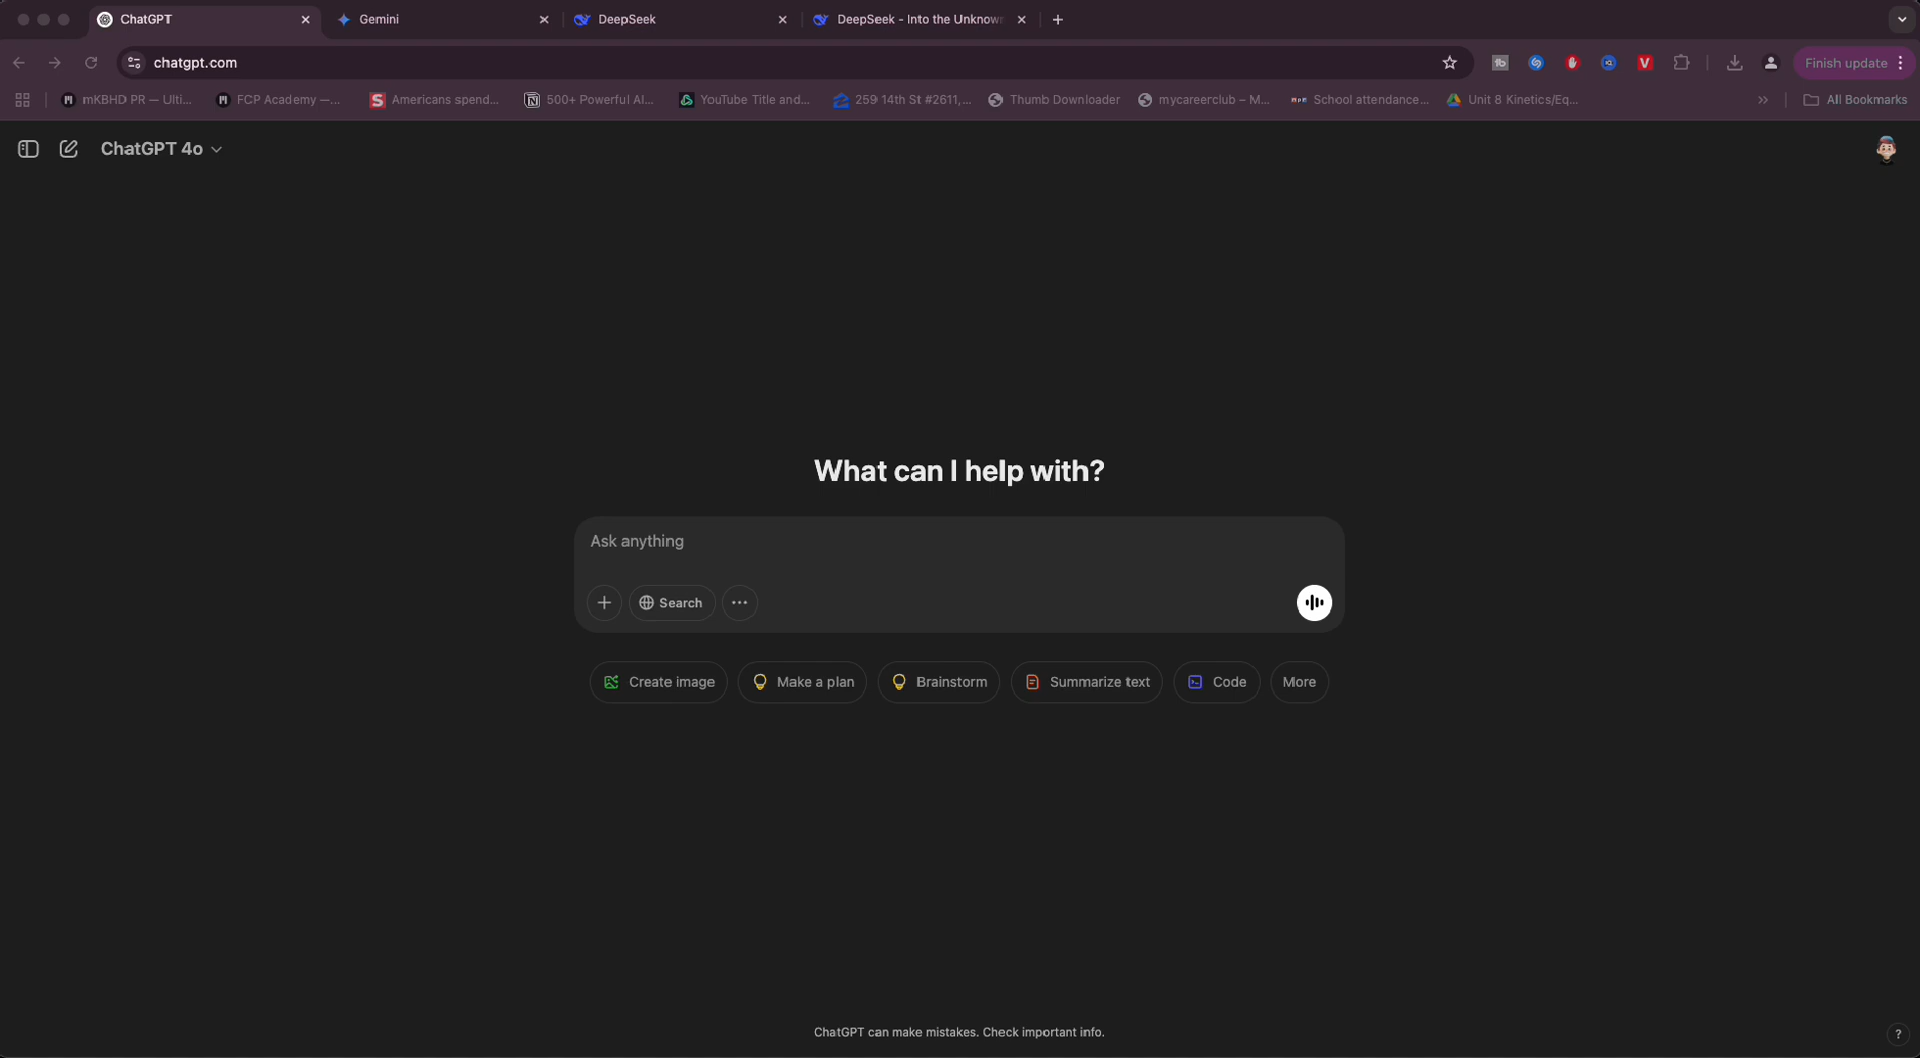 ChatGPT
Gemini
DeepSeek
DeepSeek - Into the Unknown
chatgpt.com
Finish update
mKBHD PR — Ulti...
FCP Academy —...
Americans spend...
500+ Powerful AI...
YouTube Title and...
259 14th St #2611,...
Thumb Downloader
mycareerclub – M...
School attendance...
Unit 8 Kinetics/Eq...
All Bookmarks
ChatGPT 4o
What can I help with?
Ask anything
Search
Create image
Make a plan
Brainstorm
Summarize text
Code
More
ChatGPT can make mistakes. Check important info.
?